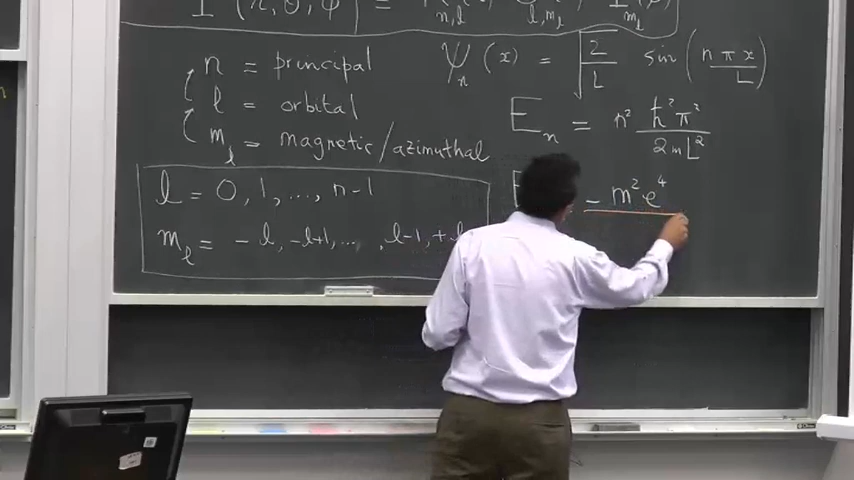 n = principal
l = orbital
m_l = magnetic/azimuthal
l = 0, 1, ..., n-1
m_l = -l, -l+1, ..., l-1, +l
ψ_n (x) = √(2/L) sin (nπx/L)
E_n = n² ħ²π²/2mL²
E - m²e⁴